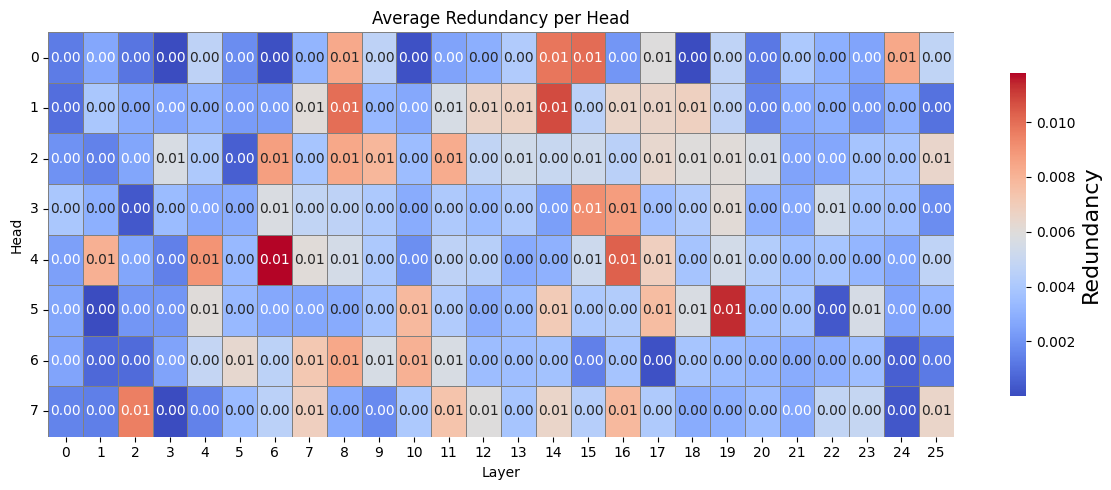 Average Redundancy per Head
0 0.00 0.00 0.00 0.00 0.00 0.00 0.00 0.00 0.01 0.00 0.00 0.00 0.00 0.00 0.01 0.01 0.00 0.01 0.00 0.00 0.00 0.00 0.00 0.00 0.01 0.00
1 0.00 0.00 0.00 0.00 0.00 0.00 0.00 0.01 0.01 0.00 0.00 0.01 0.01 0.01 0.01 0.00 0.01 0.01 0.01 0.00 0.00 0.00 0.00 0.00 0.00 0.00
2 0.00 0.00 0.00 0.01 0.00 0.00 0.01 0.00 0.01 0.01 0.00 0.01 0.00 0.01 0.00 0.01 0.00 0.01 0.01 0.01 0.01 0.00 0.00 0.00 0.00 0.01
3 0.00 0.00 0.00 0.00 0.00 0.00 0.01 0.00 0.00 0.00 0.00 0.00 0.00 0.00 0.00 0.01 0.01 0.00 0.00 0.01 0.00 0.00 0.01 0.00 0.00 0.00
4 0.00 0.01 0.00 0.00 0.01 0.00 0.01 0.01 0.01 0.00 0.00 0.00 0.00 0.00 0.00 0.01 0.01 0.01 0.00 0.01 0.00 0.00 0.00 0.00 0.00 0.00
5 0.00 0.00 0.00 0.00 0.01 0.00 0.00 0.00 0.00 0.00 0.01 0.00 0.00 0.00 0.01 0.00 0.00 0.01 0.01 0.01 0.00 0.00 0.00 0.01 0.00 0.00
6 0.00 0.00 0.00 0.00 0.00 0.01 0.00 0.01 0.01 0.01 0.01 0.01 0.00 0.00 0.00 0.00 0.00 0.00 0.00 0.00 0.00 0.00 0.00 0.00 0.00 0.00
7 0.00 0.00 0.01 0.00 0.00 0.00 0.00 0.01 0.00 0.00 0.00 0.01 0.01 0.00 0.01 0.00 0.01 0.00 0.00 0.00 0.00 0.00 0.00 0.00 0.00 0.01
0 1 2 3 4 5 6 7 8 9 10 11 12 13 14 15 16 17 18 19 20 21 22 23 24 25
Layer
Head
0.010
0.008
0.006
0.004
0.002
Redundancy